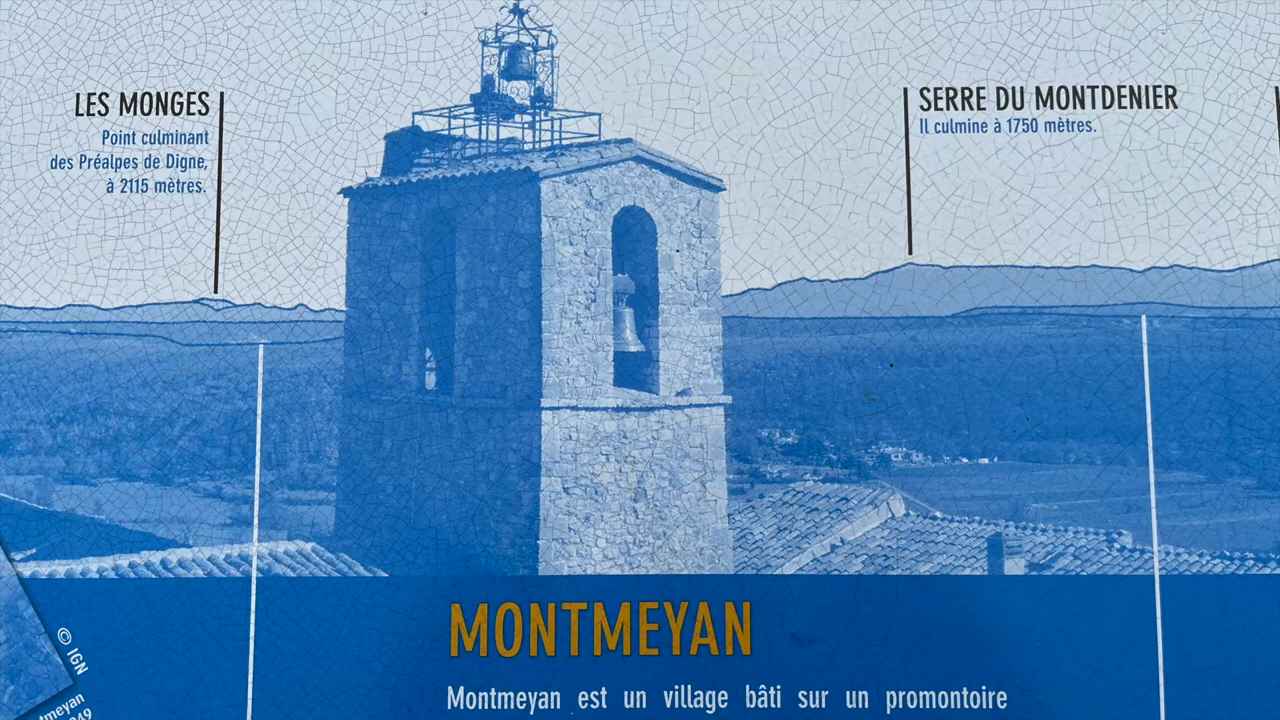 LES MONGES
Point culminant
des Préalpes de Digne,
à 2115 mètres.
SERRE DU MONTDENIER
Il culmine à 1750 mètres.
MONTMEYAN
Montmeyan est un village bâti sur un promontoire
© IGN